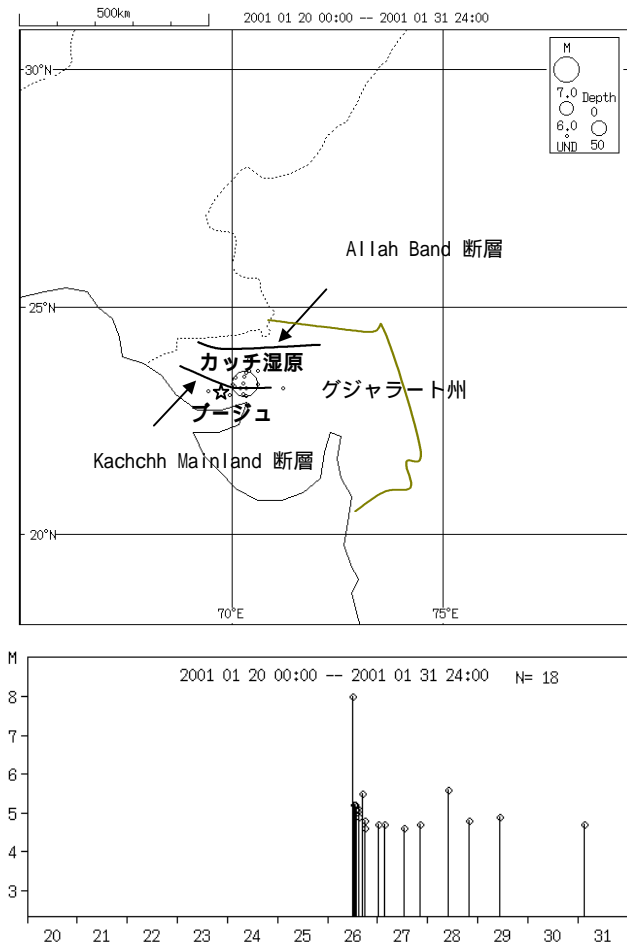 500km
2001 01 20 00:00 -- 2001 01 31 24:00
M
7.0
6.0
UND
Depth
0
50
30°N
Allah Band 断層
25°N
カッチ湿原
グジャラート州
ブージュ
Kachchh Mainland 断層
20°N
70°E
75°E
M
2001 01 20 00:00 -- 2001 01 31 24:00
N= 18
8
7
6
5
4
3
20 21 22 23 24 25 26 27 28 29 30 31